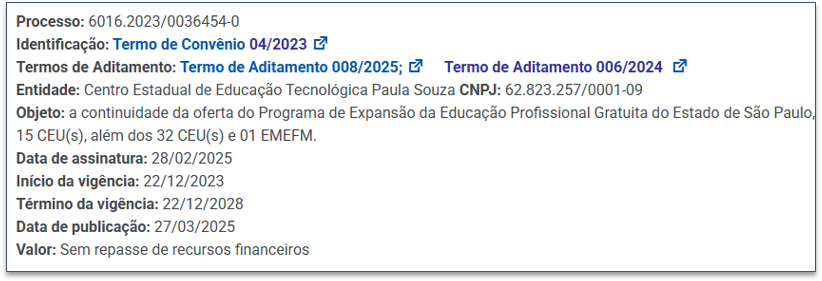 Processo: 6016.2023/0036454-0
Identificação: Termo de Convênio 04/2023
Termos de Aditamento: Termo de Aditamento 008/2025; Termo de Aditamento 006/2024
Entidade: Centro Estadual de Educação Tecnológica Paula Souza CNPJ: 62.823.257/0001-09
Objeto: a continuidade da oferta do Programa de Expansão da Educação Profissional Gratuita do Estado de São Paulo,
15 CEU(s), além dos 32 CEU(s) e 01 EMEFM.
Data de assinatura: 28/02/2025
Início da vigência: 22/12/2023
Término da vigência: 22/12/2028
Data de publicação: 27/03/2025
Valor: Sem repasse de recursos financeiros